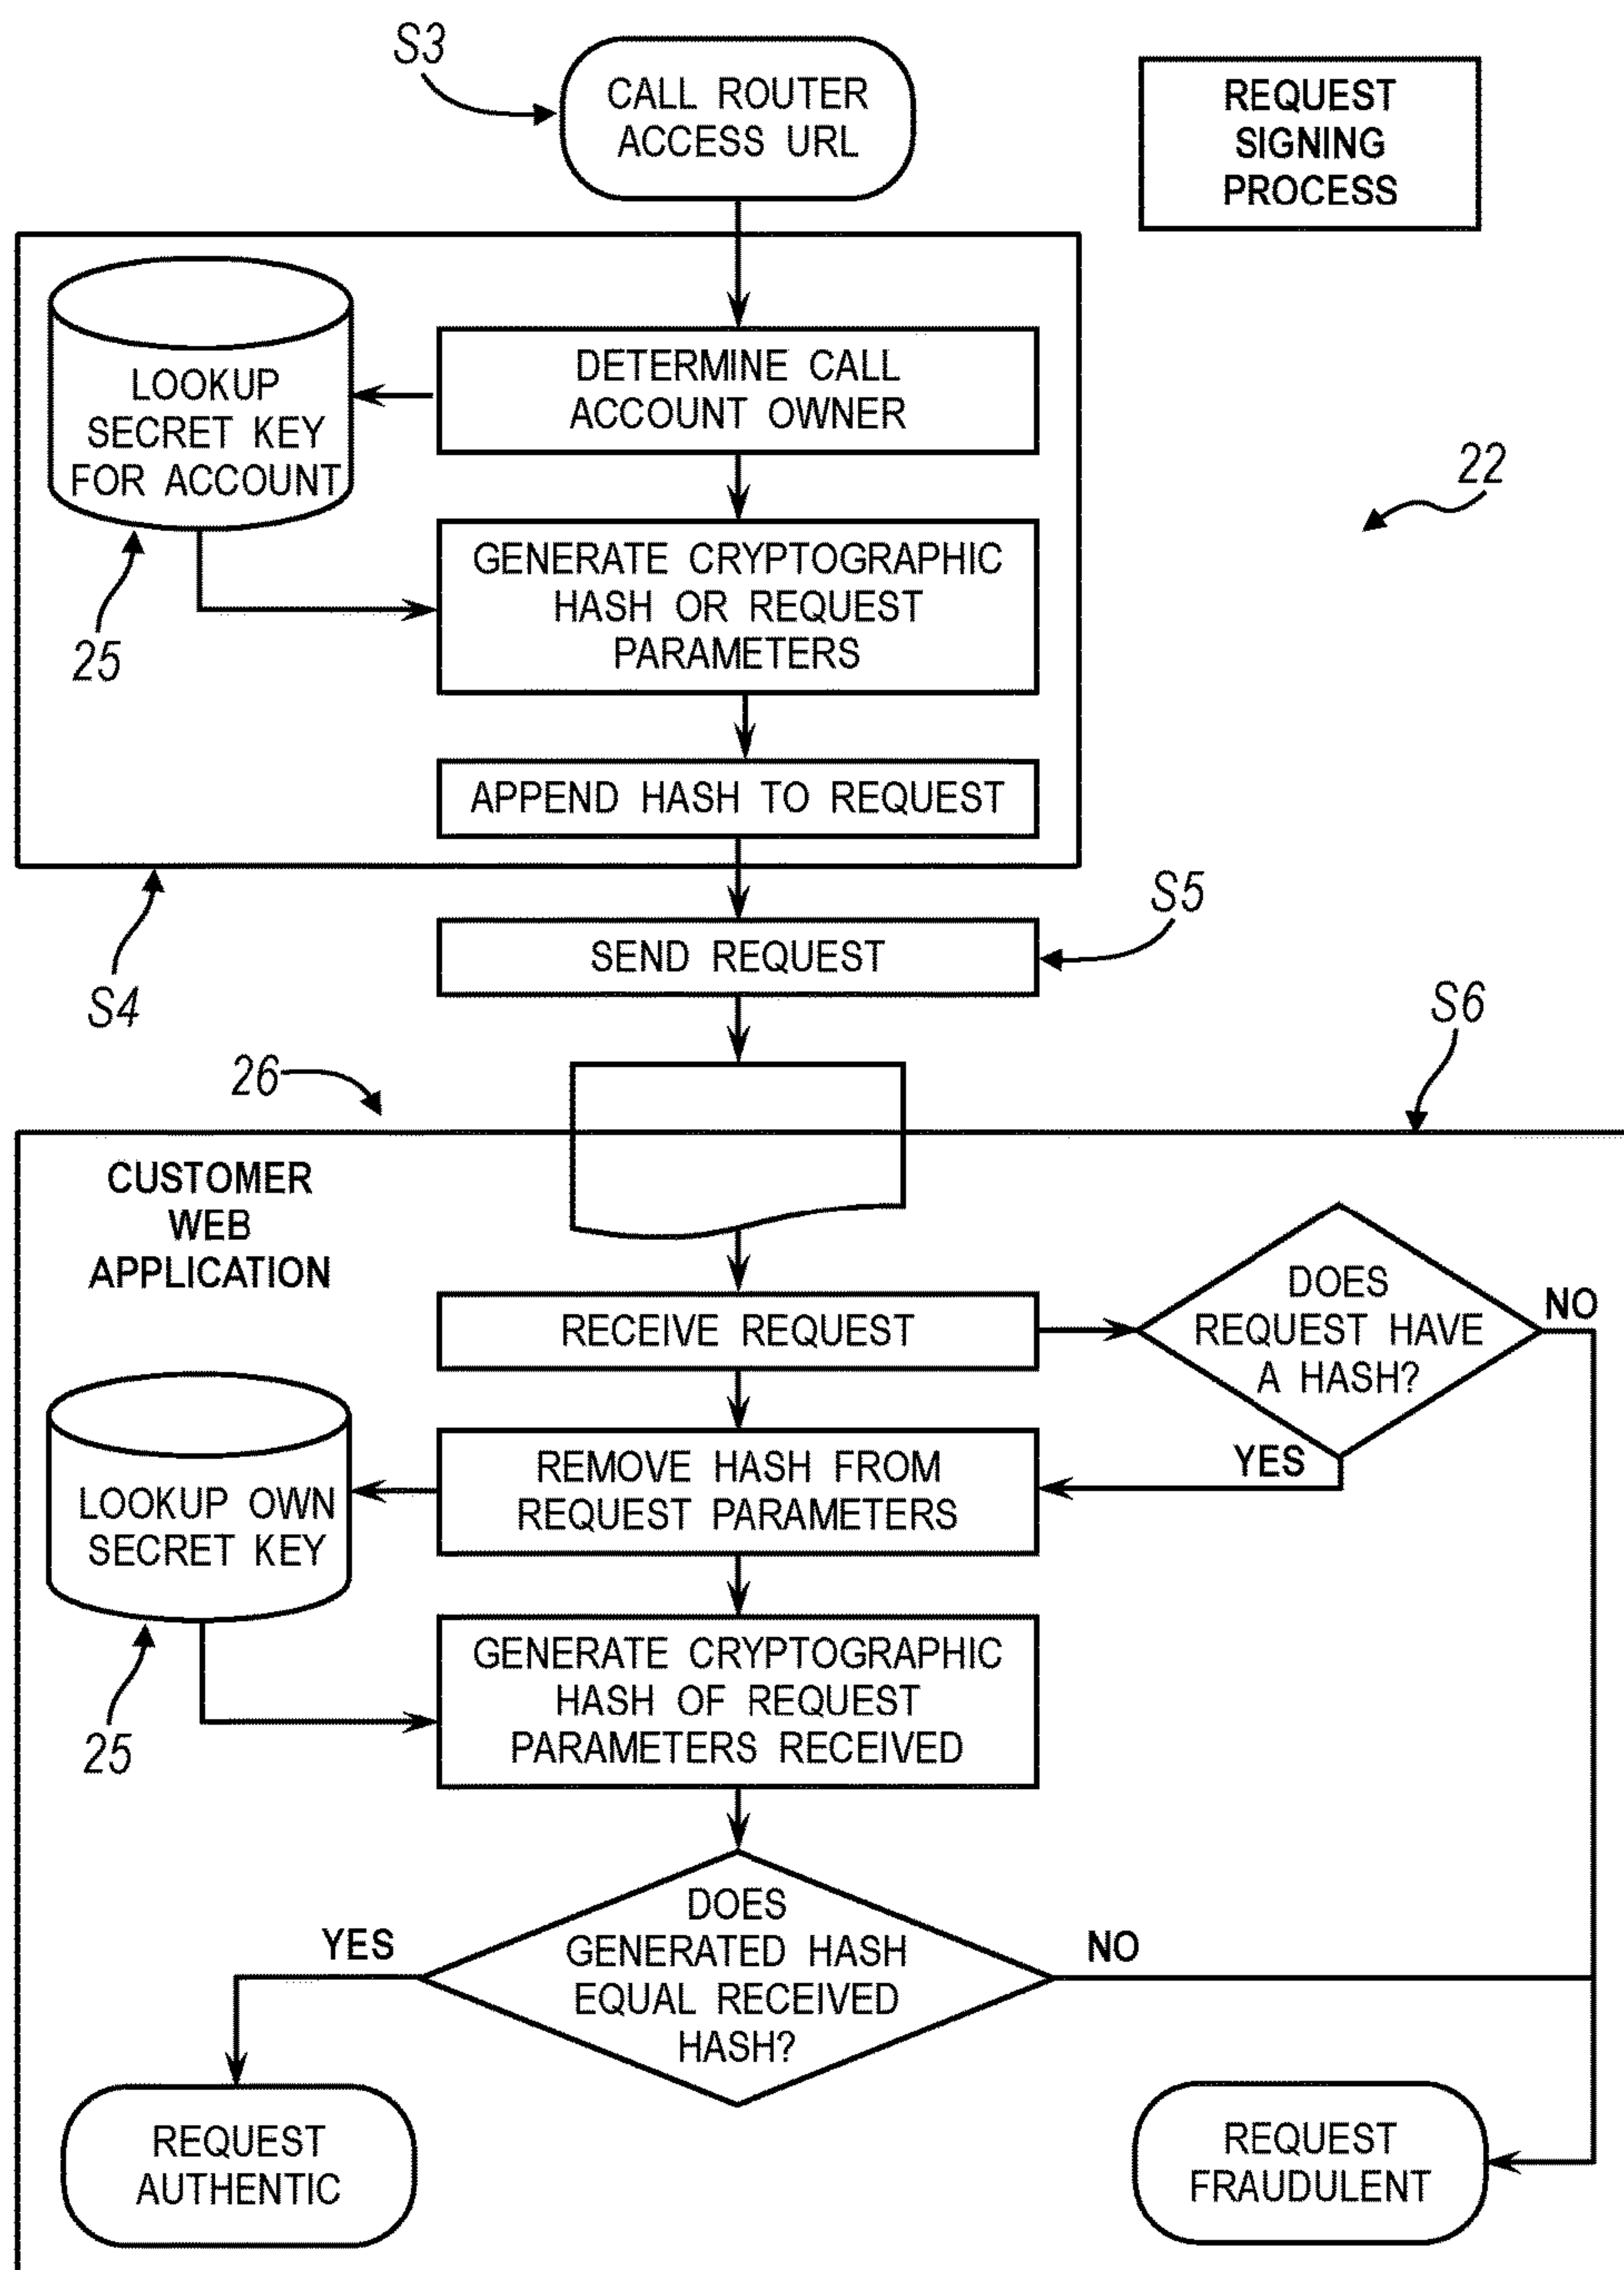 S3
CALL ROUTER
ACCESS URL
REQUEST
SIGNING
PROCESS
LOOKUP
SECRET KEY
FOR ACCOUNT
DETERMINE CALL
ACCOUNT OWNER
22
GENERATE CRYPTOGRAPHIC
HASH OR REQUEST
PARAMETERS
25
APPEND HASH TO REQUEST
S4
SEND REQUEST
S5
26
S6
CUSTOMER
WEB
APPLICATION
RECEIVE REQUEST
DOES
REQUEST HAVE
A HASH?
NO
YES
REMOVE HASH FROM
REQUEST PARAMETERS
LOOKUP OWN
SECRET KEY
25
GENERATE CRYPTOGRAPHIC
HASH OF REQUEST
PARAMETERS RECEIVED
DOES
GENERATED HASH
EQUAL RECEIVED
HASH?
YES
NO
REQUEST
AUTHENTIC
REQUEST
FRAUDULENT